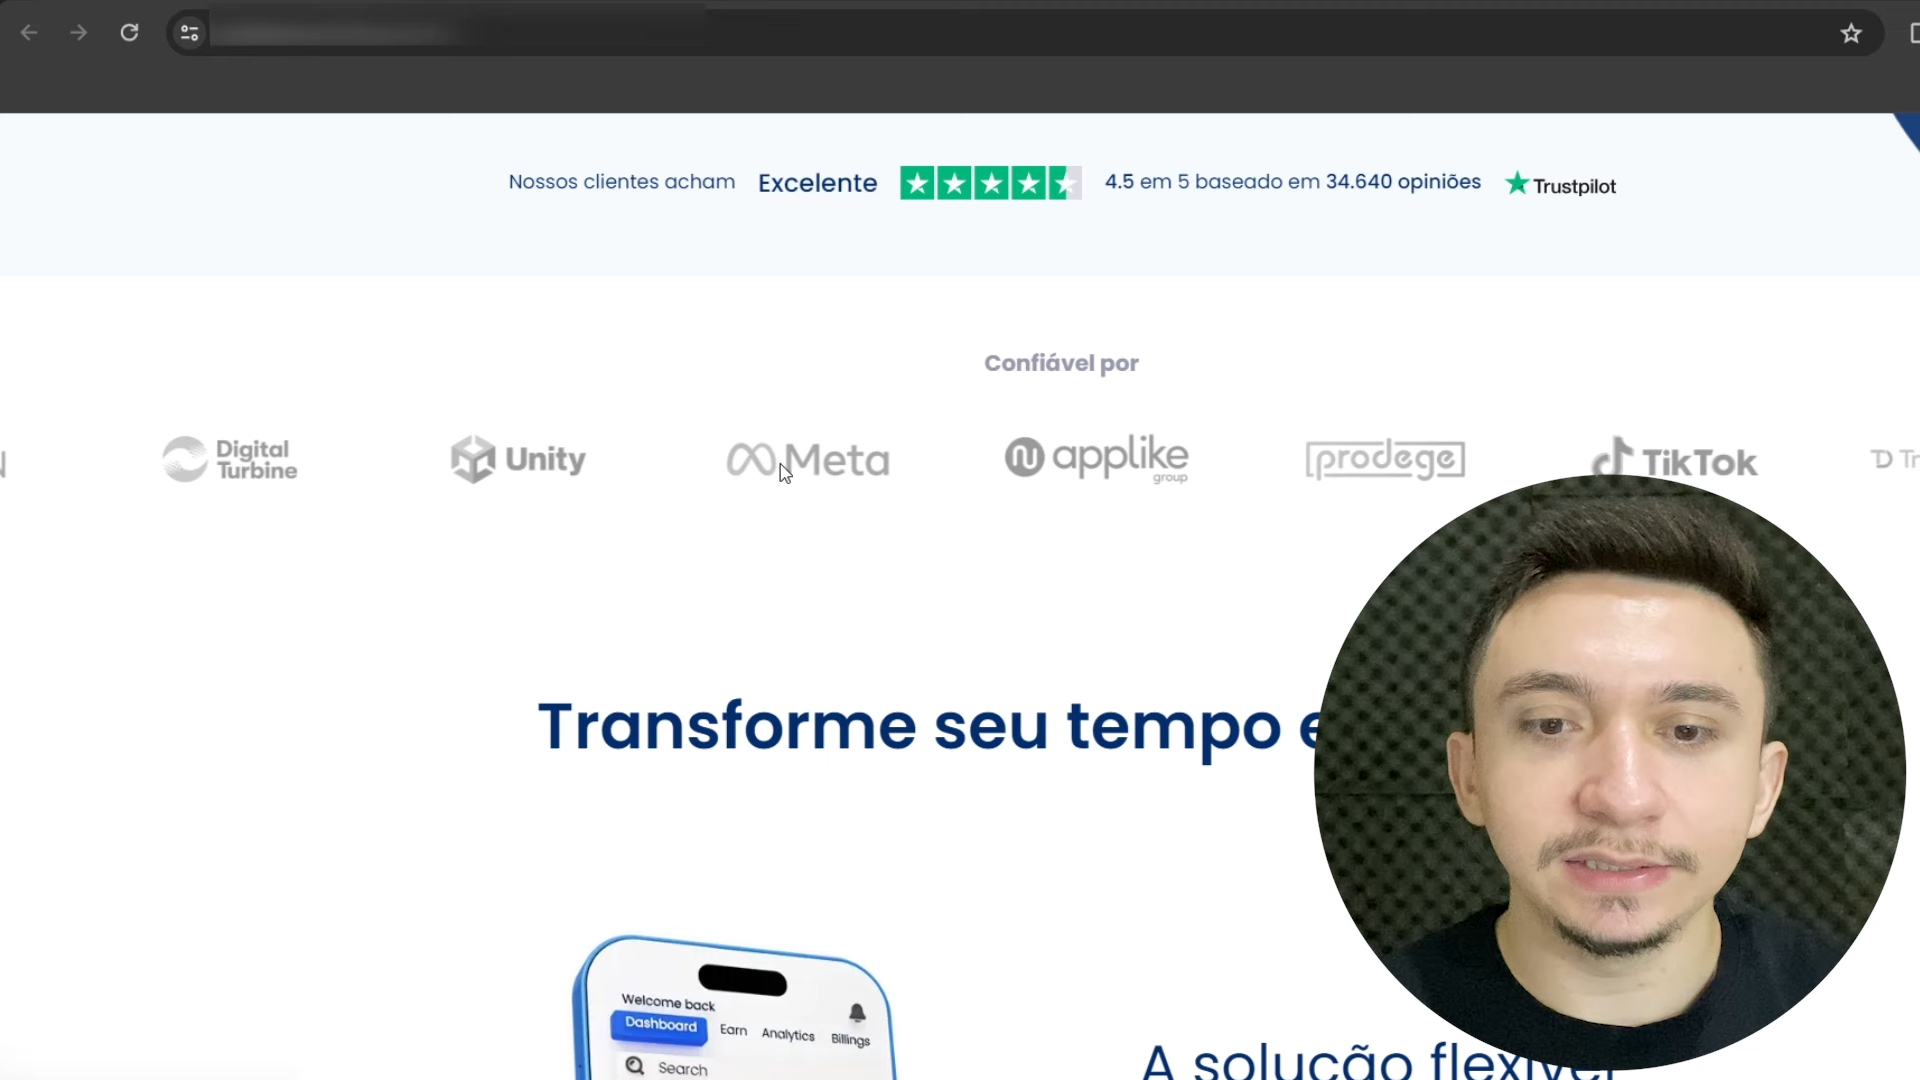 Nossos clientes acham Excelente 4.5 em 5 baseado em 34.640 opiniões Trustpilot
Confiável por
Digital Turbine Unity Meta applike group prodege TikTok
Transforme seu tempo
Welcome back
Dashboard Earn Analytics Billings
Search
A solução flexível